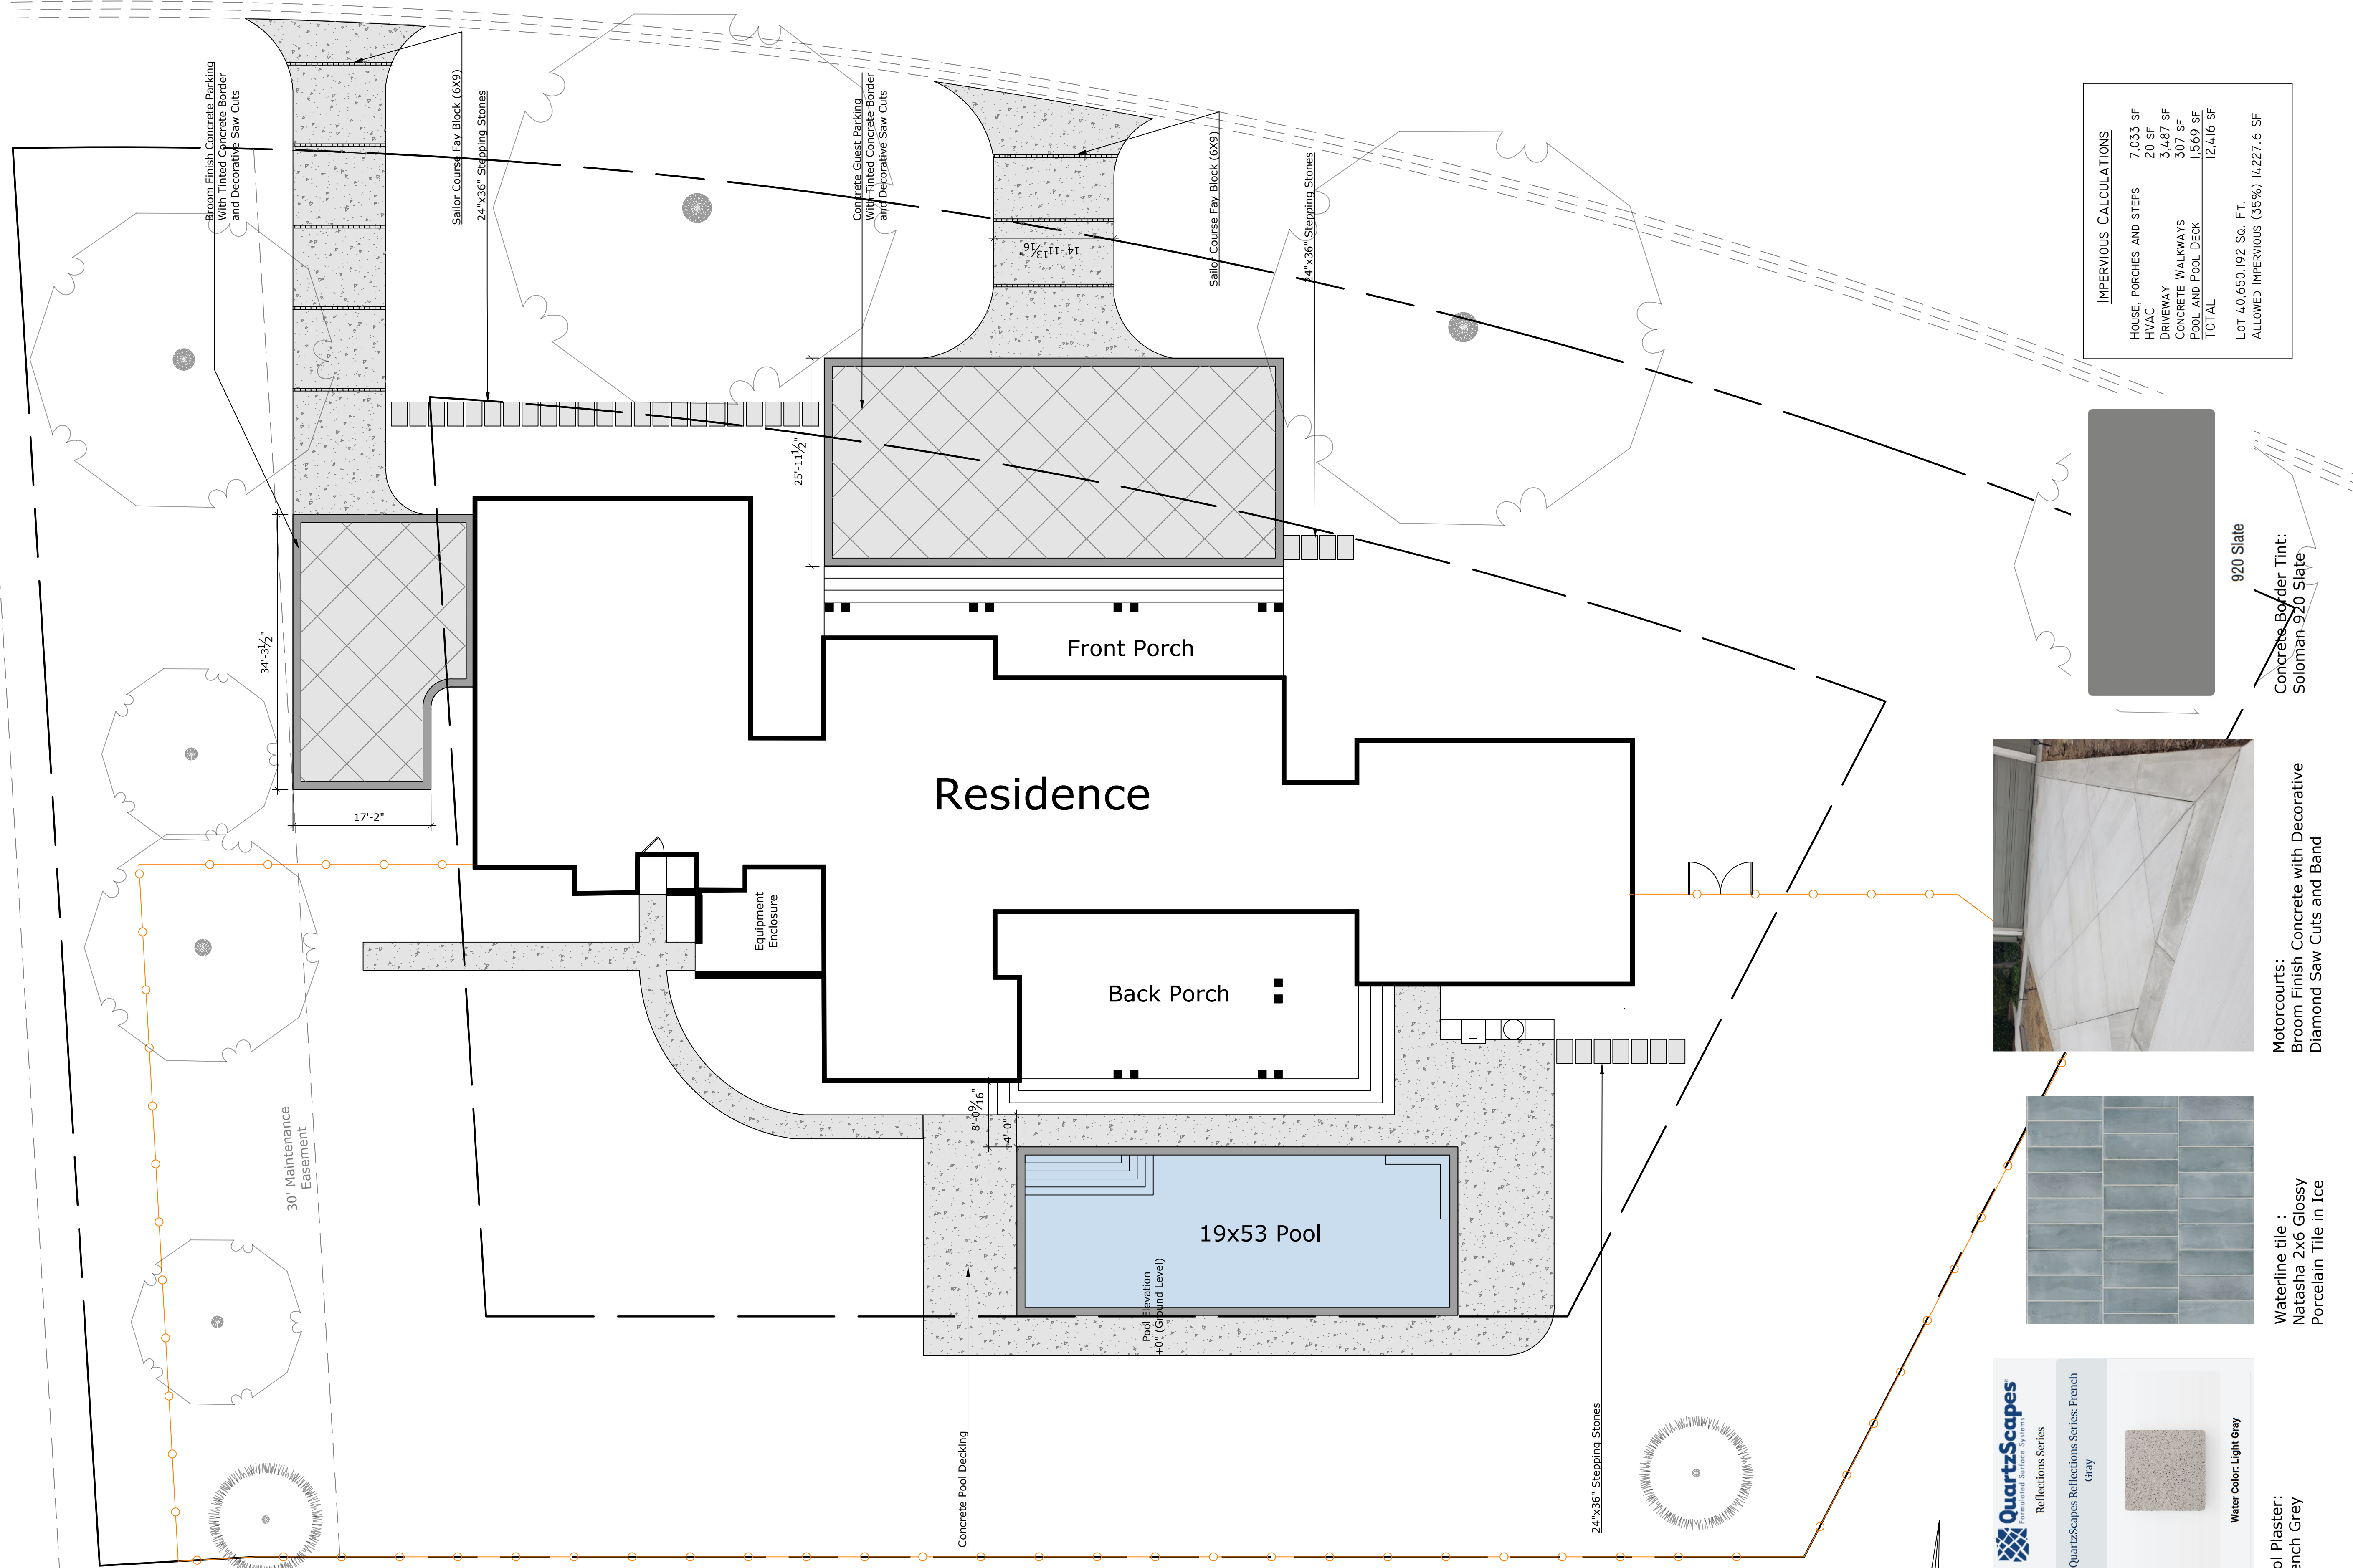 Broom Finish Concrete Parking
With Tinted Concrete Border
and Decorative Saw Cuts
Sailor Course Fay Block (6X9)
24"x36" Stepping Stones
Concrete Guest Parking
With Tinted Concrete Border
and Decorative Saw Cuts
Sailor Course Fay Block (6X9)
24"x36" Stepping Stones
14'-11 13/16
25'-11 1/2"
34'-3 1/2"
17'-2"
Front Porch
Residence
Equipment
Enclosure
Back Porch
8'-0 9/16"
4'-0"
19x53 Pool
Pool Elevation
+0" (Ground Level)
30' Maintenance
Easement
Concrete Pool Decking
24"x36" Stepping Stones
IMPERVIOUS CALCULATIONS
HOUSE, PORCHES AND STEPS 7,033 SF
HVAC 20 SF
DRIVEWAY 3,487 SF
CONCRETE WALKWAYS 307 SF
POOL AND POOL DECK 1,569 SF
TOTAL 12,416 SF
LOT 40,650.192 SQ. FT.
ALLOWED IMPERVIOUS (35%) 14227.6 SF
920 Slate
Concrete Border Tint:
Soloman 920 Slate
Motorcourts:
Broom Finish Concrete with Decorative
Diamond Saw Cuts and Band
Waterline tile :
Natasha 2x6 Glossy
Porcelain Tile in Ice
QuartzScapes®
Formulated Surface Systems
Reflections Series
QuartzScapes Reflections Series: French
Gray
Water Color: Light Gray
ol Plaster:
ench Grey